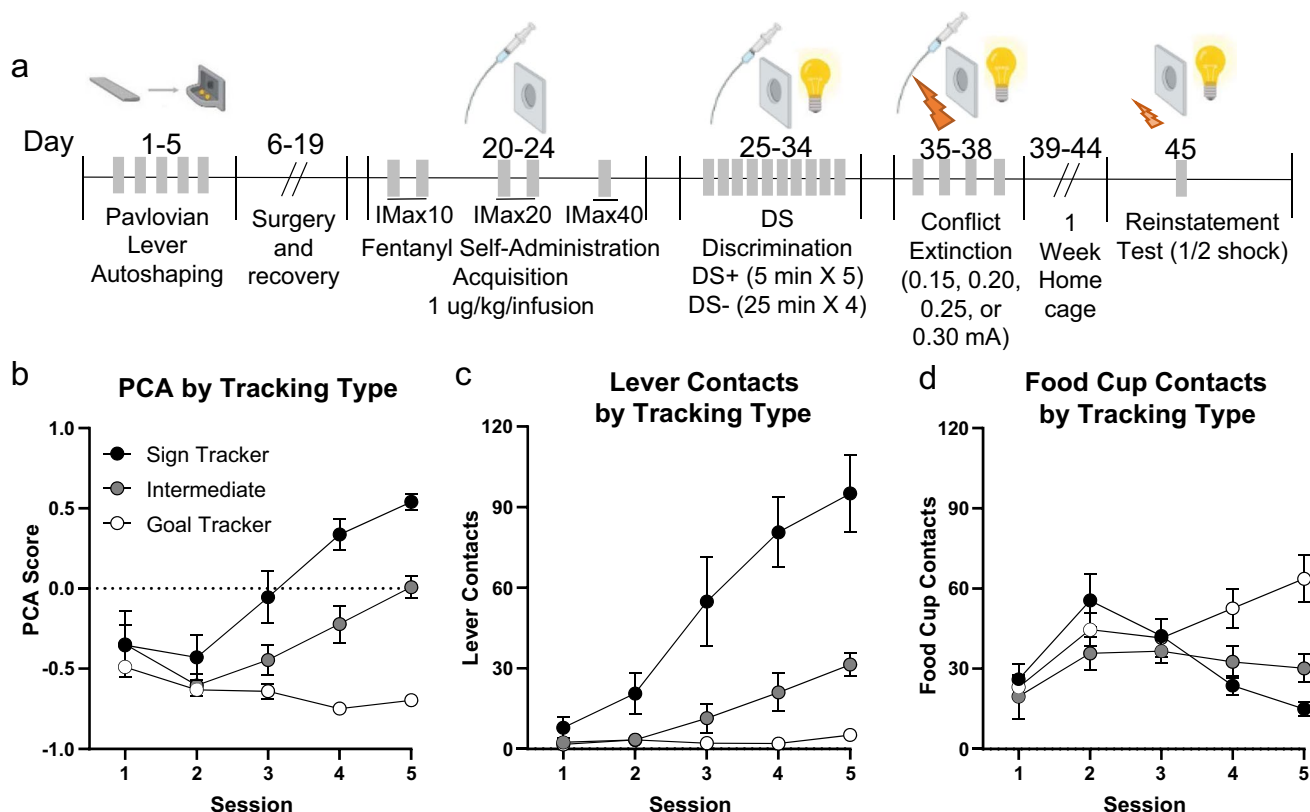 a
Day
1-5
6-19
20-24
25-34
35-38
39-44
45
IMax10
IMax20
IMax40
Pavlovian
Lever
Autoshaping
Surgery
and
recovery
Fentanyl Self-Administration
Acquisition
1 ug/kg/infusion
DS
Discrimination
DS+ (5 min X 5)
DS- (25 min X 4)
Conflict
Extinction
(0.15, 0.20,
0.25, or
0.30 mA)
1
Week
Home
cage
Reinstatement
Test (1/2 shock)
b
PCA by Tracking Type
1.0
0.5
0.0
-0.5
-1.0
PCA Score
Sign Tracker
Intermediate
Goal Tracker
1 2 3 4 5
Session
c
Lever Contacts
by Tracking Type
120
90
60
30
0
Lever Contacts
1 2 3 4 5
Session
d
Food Cup Contacts
by Tracking Type
120
90
60
30
0
Food Cup Contacts
1 2 3 4 5
Session